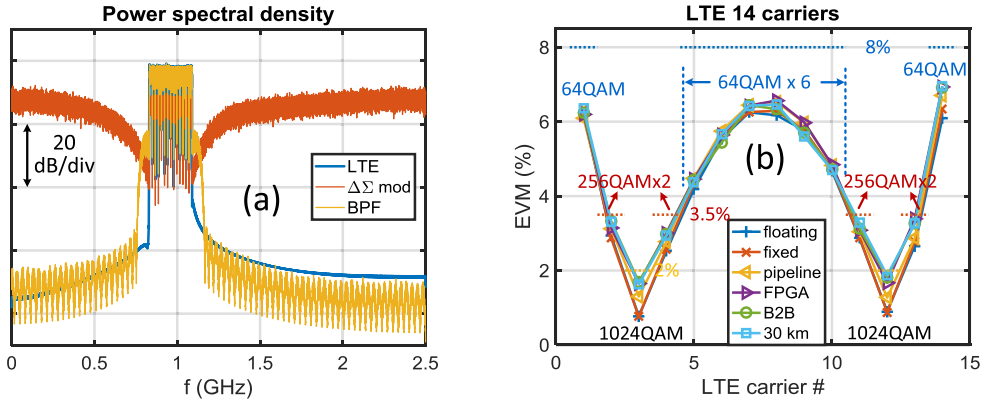 Power spectral density
20
dB/div
(a)
LTE
ΔΣ mod
BPF
0
0.5
1
1.5
2
2.5
f (GHz)
LTE 14 carriers
8
6
4
2
0
EVM (%)
8%
64QAM
64QAM x 6
64QAM
(b)
256QAMx2
256QAMx2
3.5%
2%
1024QAM
1024QAM
floating
fixed
pipeline
FPGA
B2B
30 km
0
5
10
15
LTE carrier #